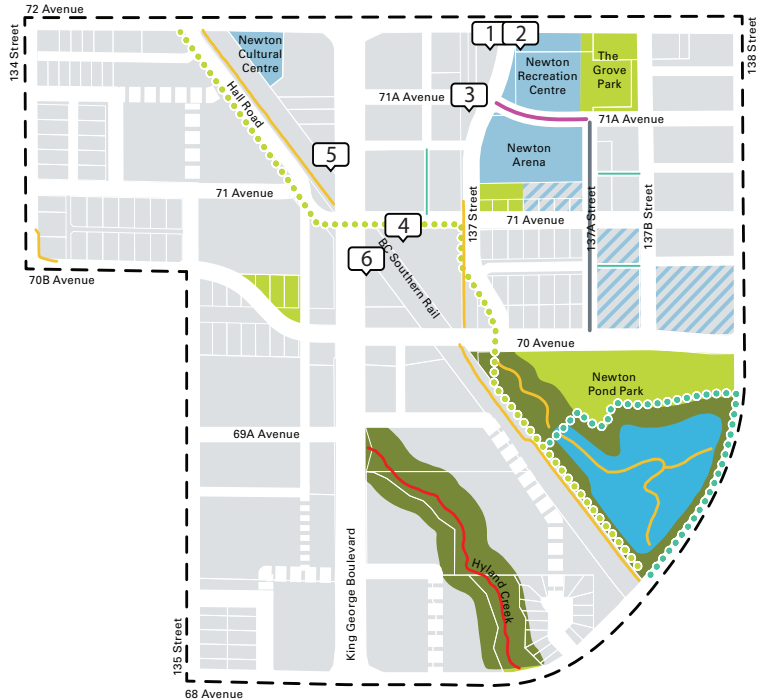 72 Avenue
134 Street
138 Street
Newton
Cultural
Centre
1
2
Newton
Recreation
Centre
The
Grove
Park
Hall Road
71A Avenue
3
71A Avenue
Newton
Arena
5
71 Avenue
137 Street
71 Avenue
137A Street
137B Street
4
6
BC Southern Rail
70B Avenue
70 Avenue
Newton
Pond Park
69A Avenue
King George Boulevard
Hyland Creek
135 Street
68 Avenue